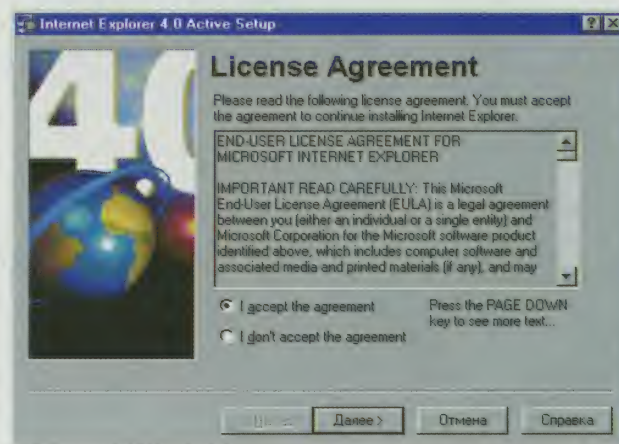 Internet Explorer 4.0 Active Setup
40
License Agreement
Please read the following license agreement. You must accept
the agreement to continue installing Internet Explorer.
END-USER LICENSE AGREEMENT FOR
MICROSOFT INTERNET EXPLORER
IMPORTANT READ CAREFULLY: This Microsoft
End-User License Agreement (EULA) is a legal agreement
between you (either an individual or a single entity) and
Microsoft Corporation for the Microsoft software product
identified above, which includes computer software and
associated media and printed materials (if any), and may
I accept the agreement
Press the PAGE DOWN
key to see more text...
I don't accept the agreement
Далее >
Отмена
Справка